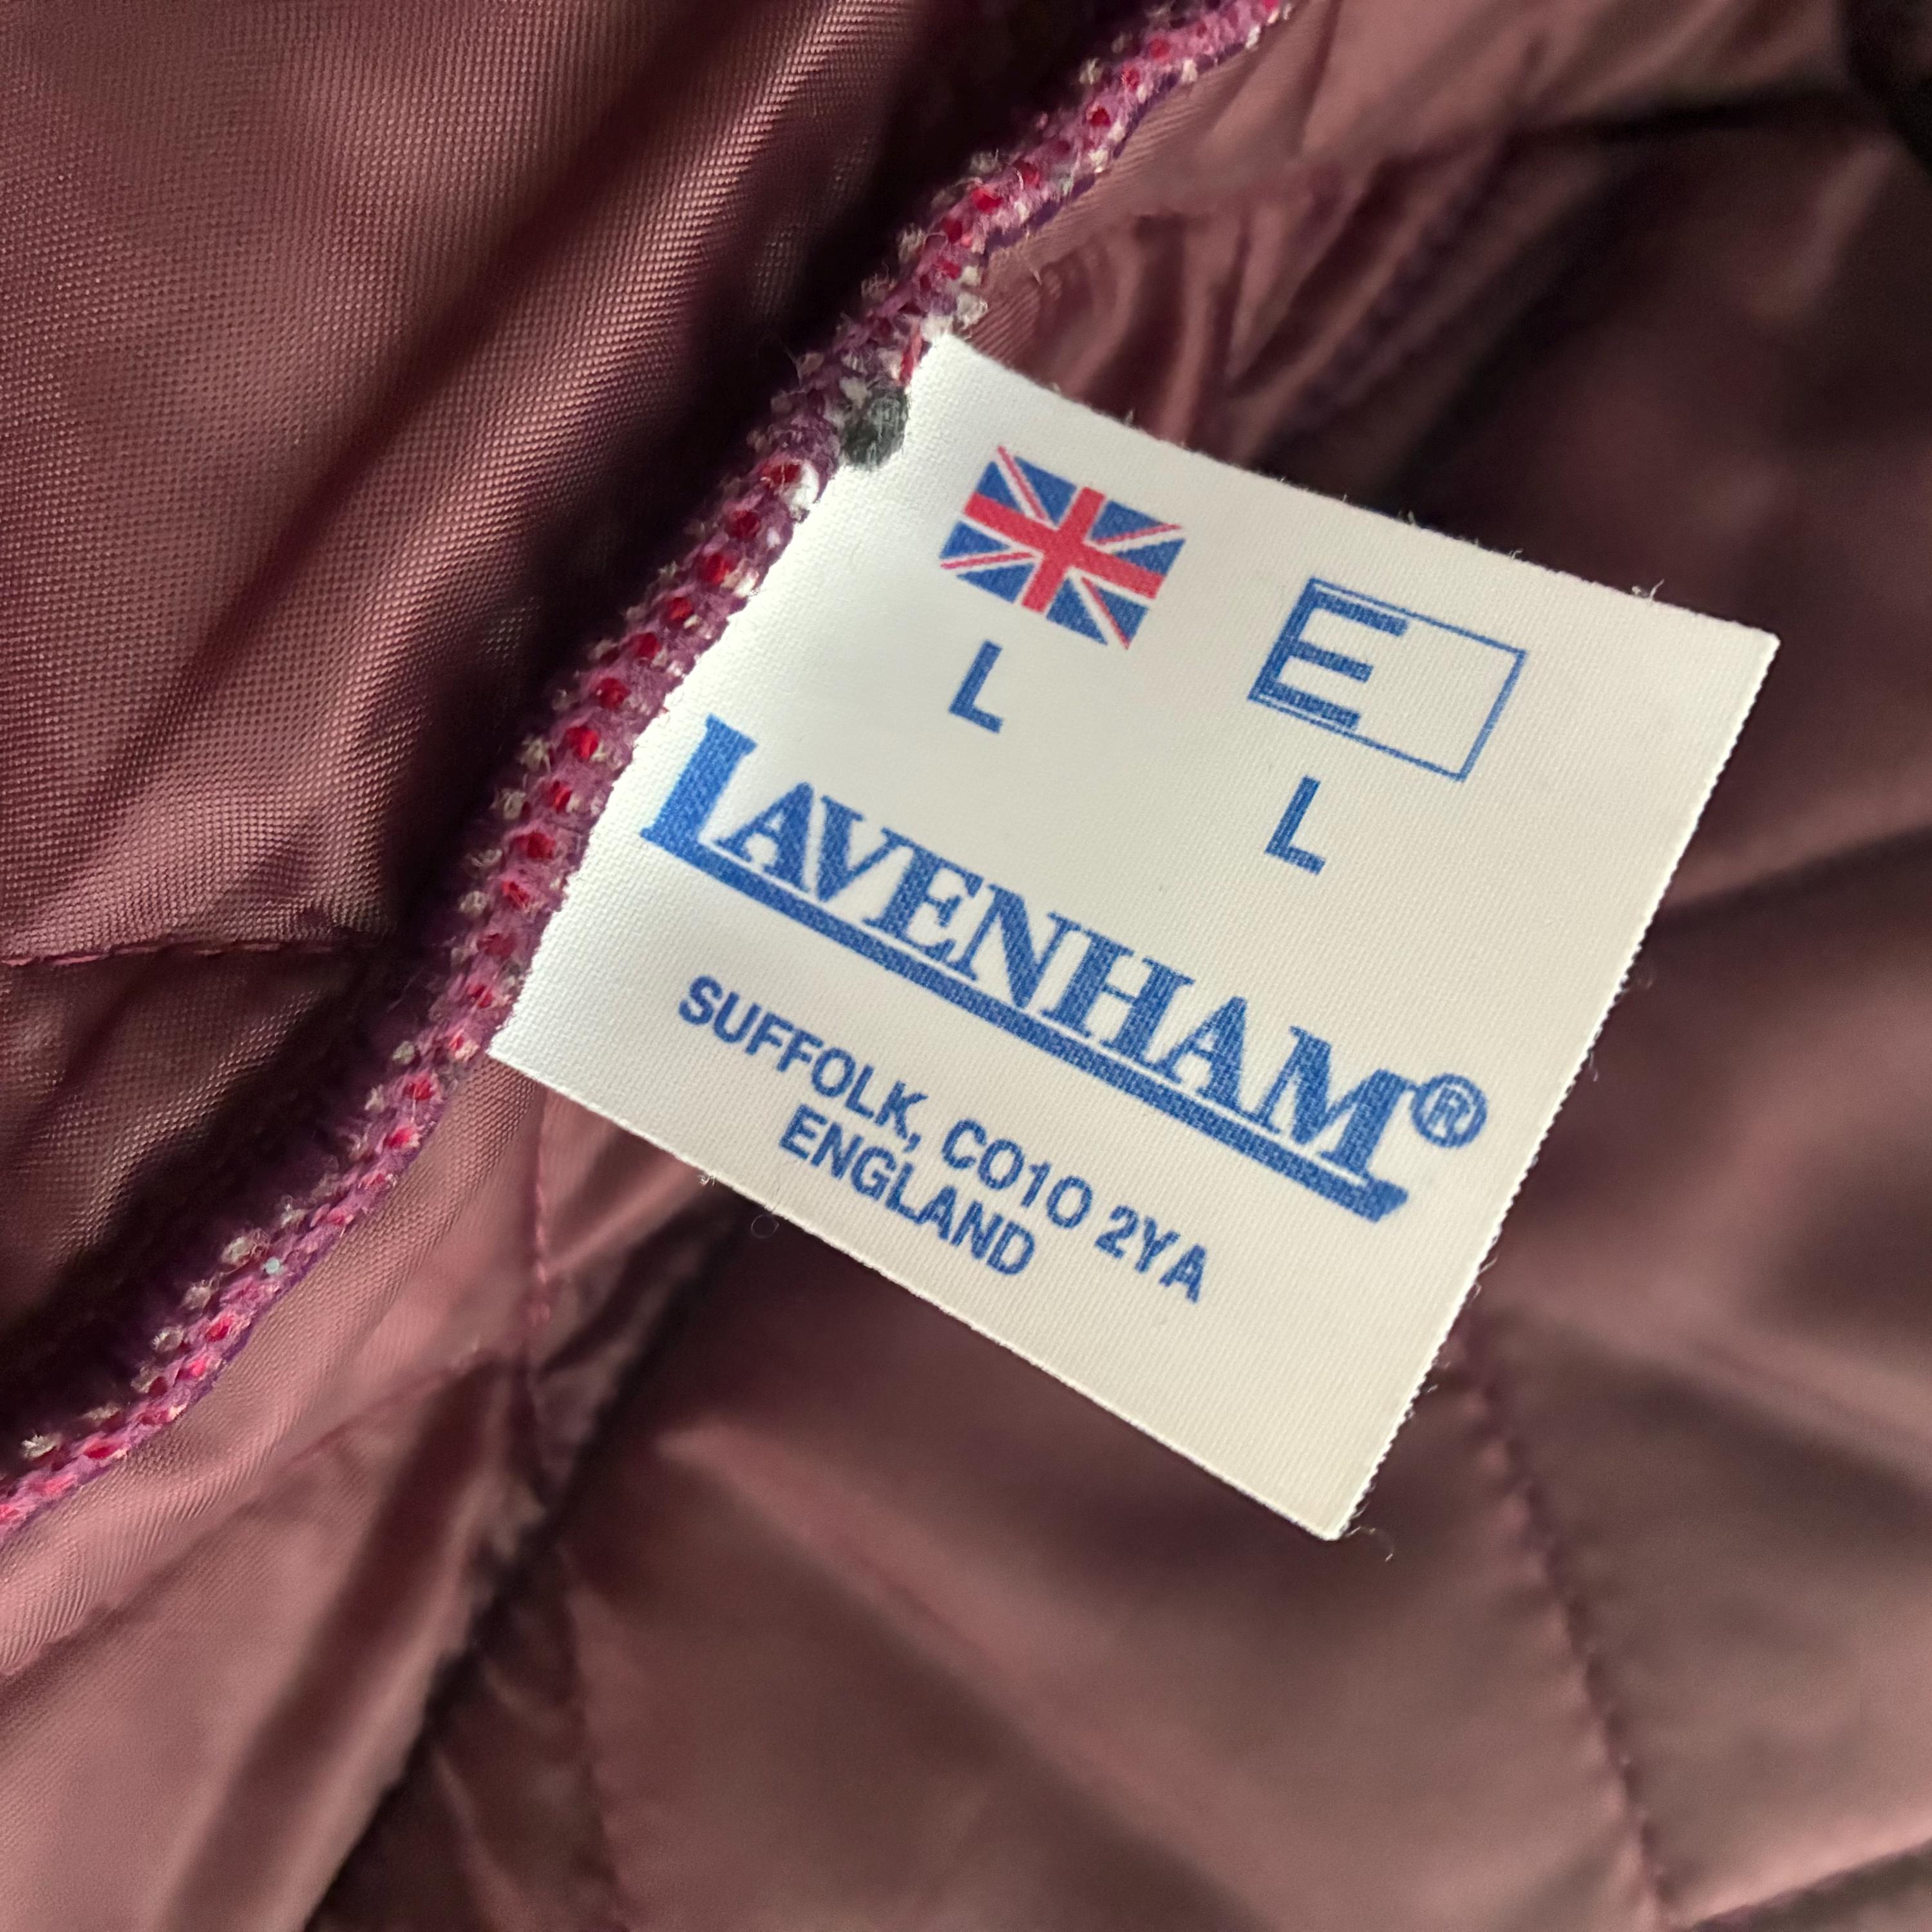 E
L L
LAVENHAM®
SUFFOLK, CO10 2YA
ENGLAND